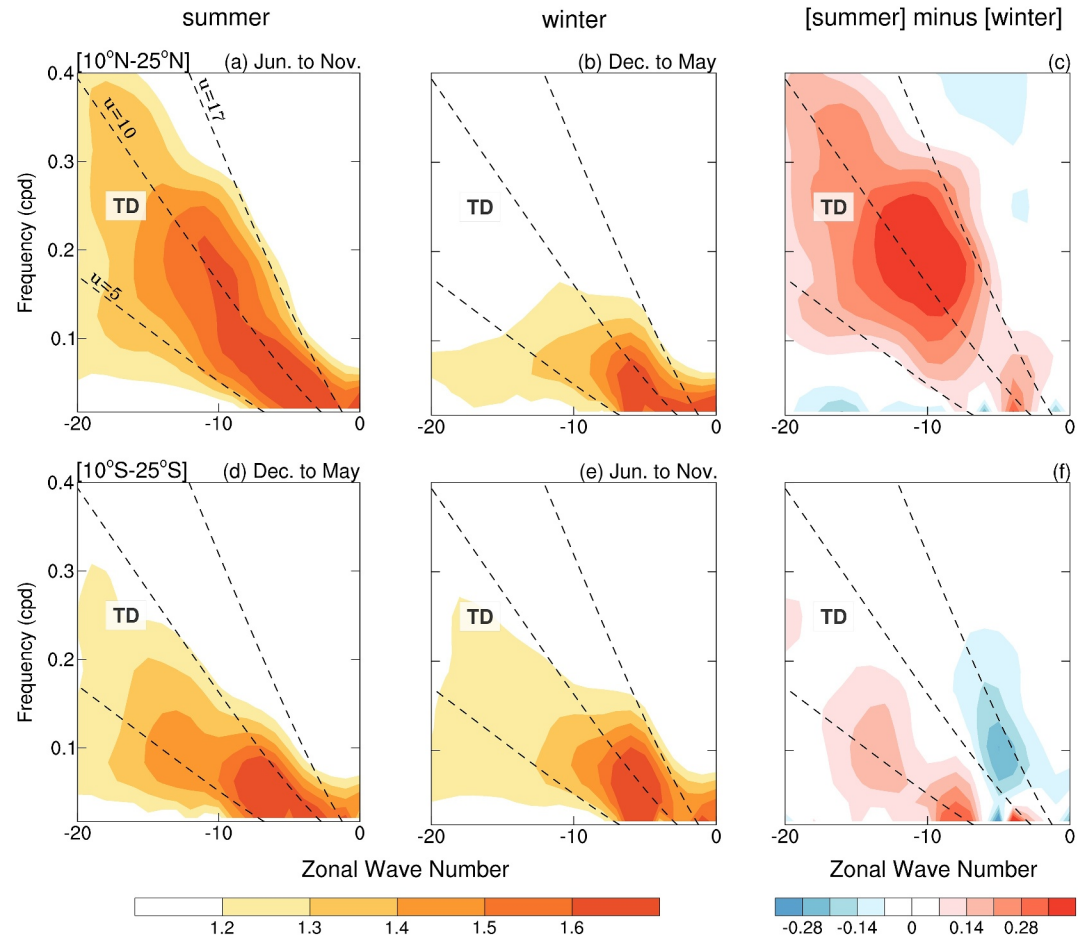 summer
winter
[summer] minus [winter]
[10°N-25°N]
(a) Jun. to Nov.
(b) Dec. to May
(c)
0.4
0.3
0.2
0.1
Frequency (cpd)
u=10
u=17
u=5
TD
TD
TD
-20
-10
0
-20
-10
0
-20
-10
0
[10°S-25°S]
(d) Dec. to May
(e) Jun. to Nov.
(f)
0.4
0.3
0.2
0.1
Frequency (cpd)
TD
TD
TD
-20
-10
0
-20
-10
0
-20
-10
0
Zonal Wave Number
Zonal Wave Number
1.2 1.3 1.4 1.5 1.6
-0.28 -0.14 0 0.14 0.28